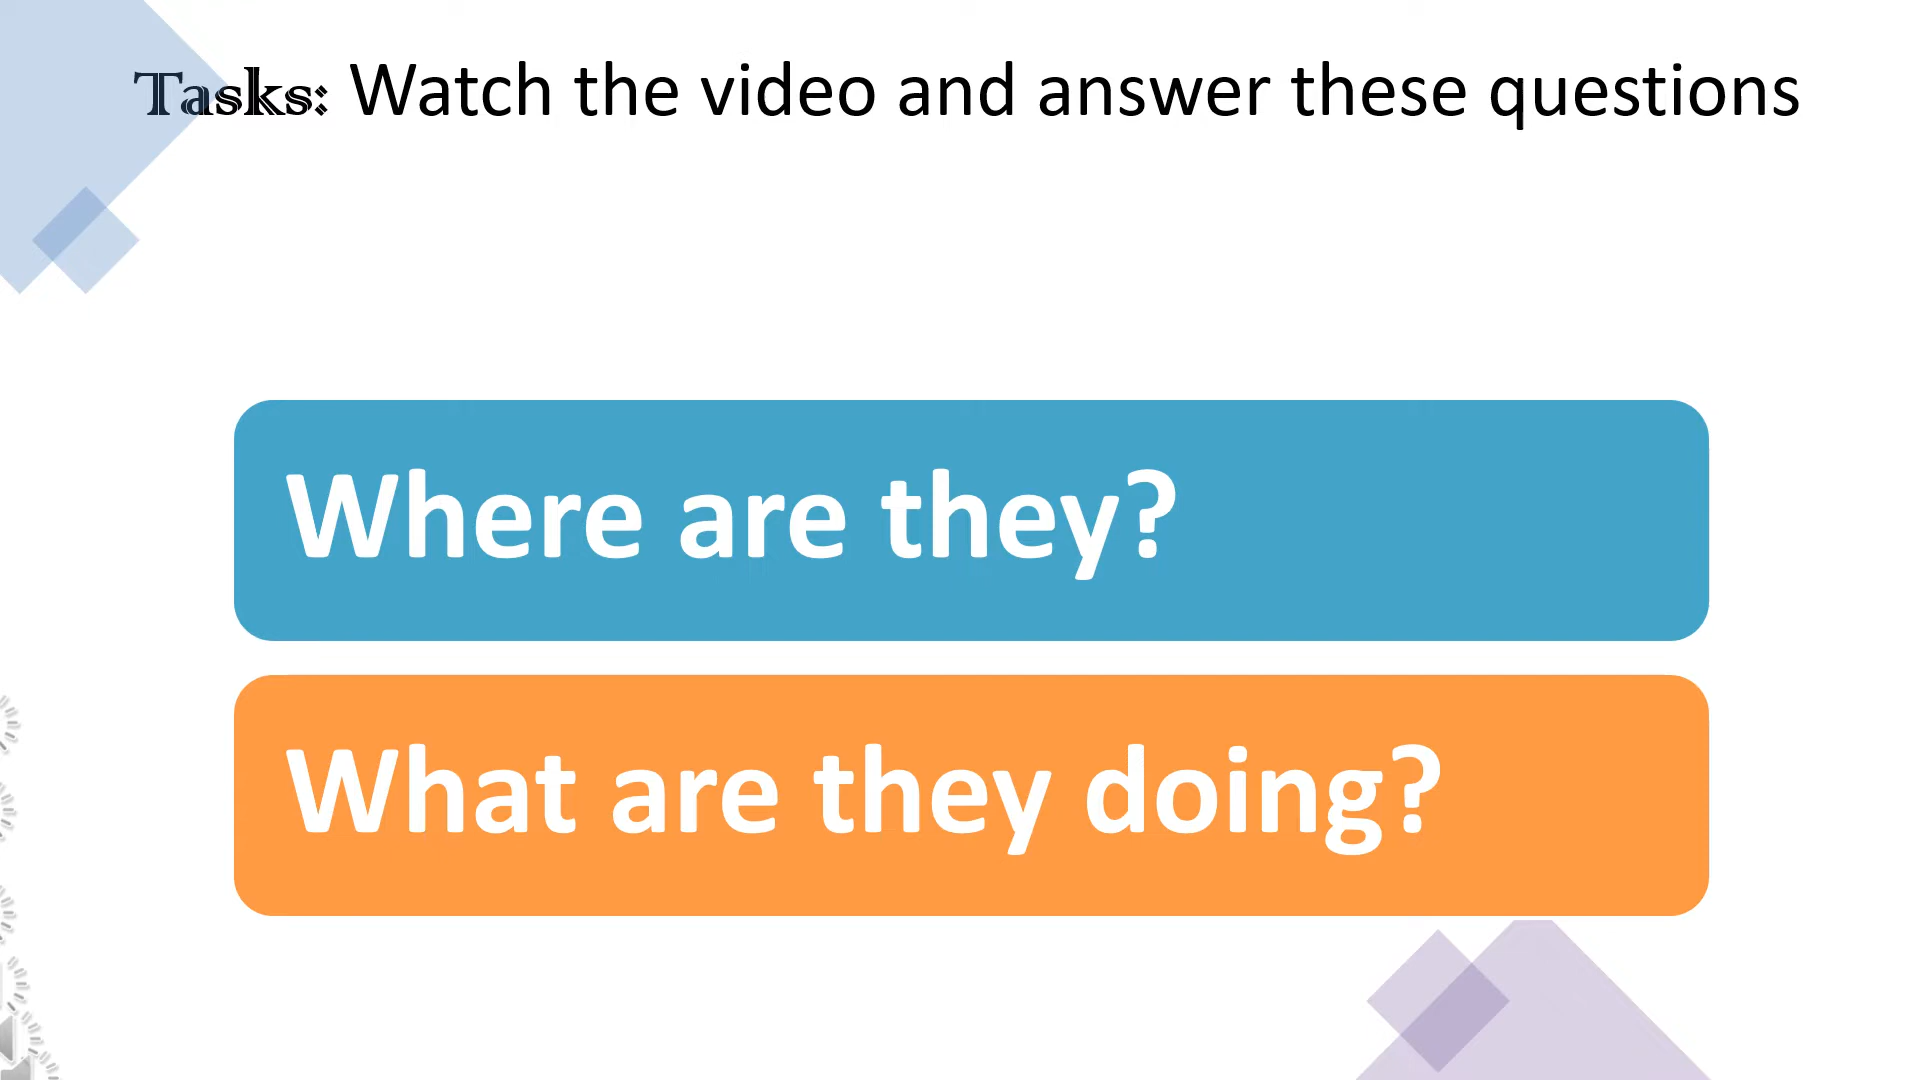 Tasks: Watch the video and answer these questions
Where are they?
What are they doing?